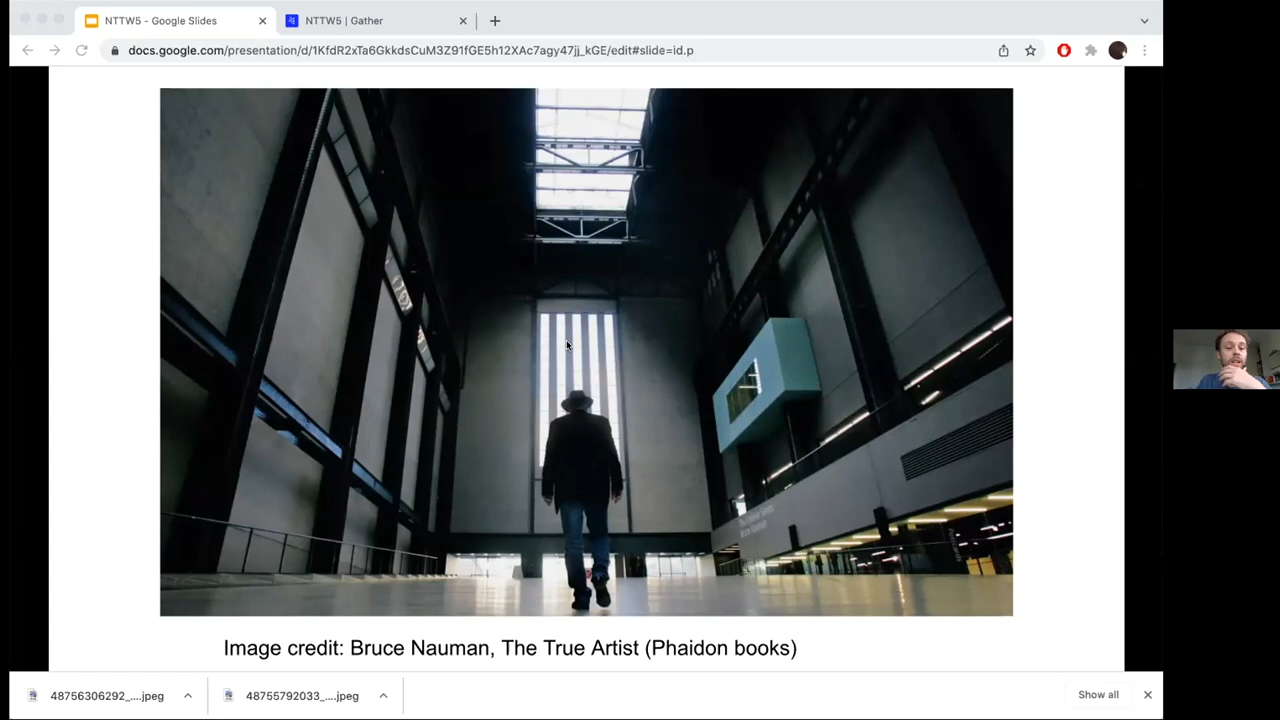 NTTW5 - Google Slides
NTTW5 | Gather
docs.google.com/presentation/d/1KfdR2xTa6GkkdsCuM3Z91fGE5h12XAc7agy47jj_kGE/edit#slide=id.p
Image credit: Bruce Nauman, The True Artist (Phaidon books)
48756306292_....jpeg
48755792033_....jpeg
Show all